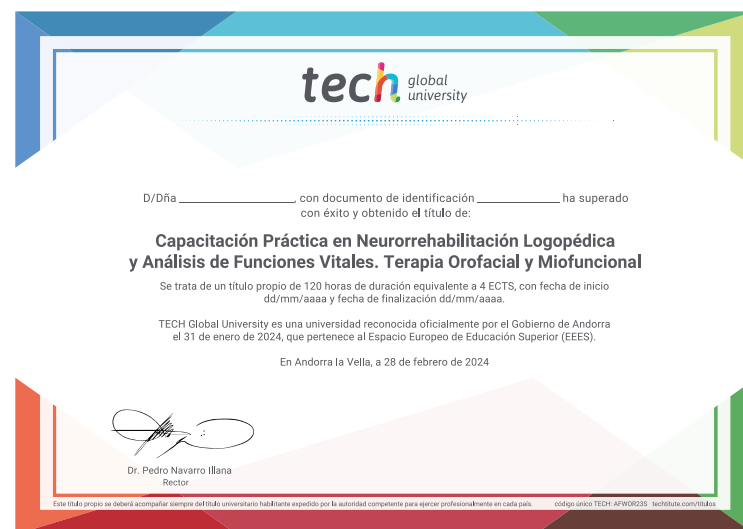 tech global university
D/Dña ______________, con documento de identificación ______________ ha superado
con éxito y obtenido el título de:
Capacitación Práctica en Neurorrehabilitación Logopédica
y Análisis de Funciones Vitales. Terapia Orofacial y Miofuncional
Se trata de un título propio de 120 horas de duración equivalente a 4 ECTS, con fecha de inicio
dd/mm/aaaa y fecha de finalización dd/mm/aaaa.
TECH Global University es una universidad reconocida oficialmente por el Gobierno de Andorra
el 31 de enero de 2024, que pertenece al Espacio Europeo de Educación Superior (EEES).
En Andorra la Vella, a 28 de febrero de 2024
Dr. Pedro Navarro Illana
Rector
Este título propio se deberá acompañar siempre del título universitario habilitante expedido por la autoridad competente para ejercer profesionalmente en cada país. código único TECH: AFWOR23S techtitute.com/títulos